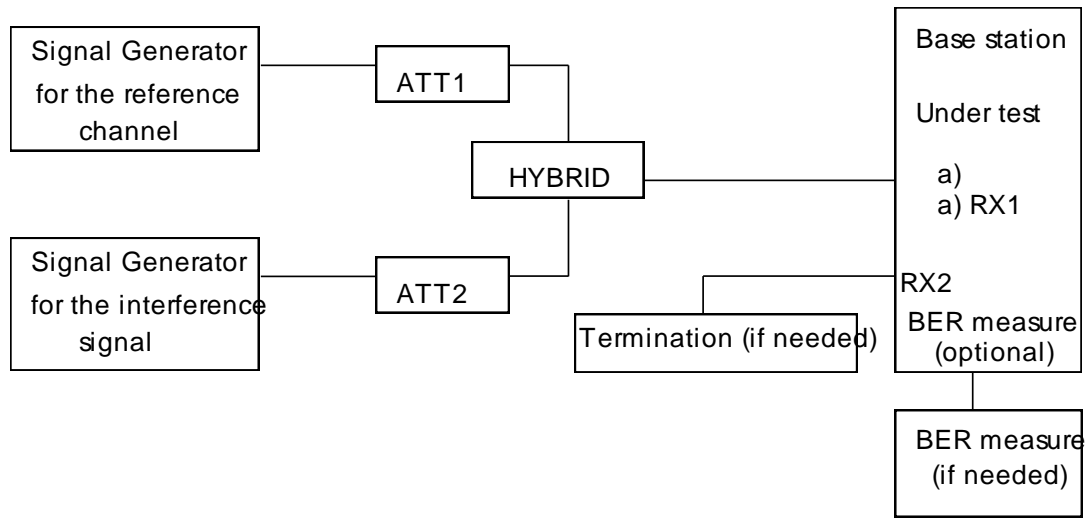 Signal Generator
for the reference
channel
ATT1
HYBRID
Signal Generator
for the interference
signal
ATT2
Termination (if needed)
Base station
Under test
a)
a) RX1
RX2
BER measure
(optional)
BER measure
(if needed)